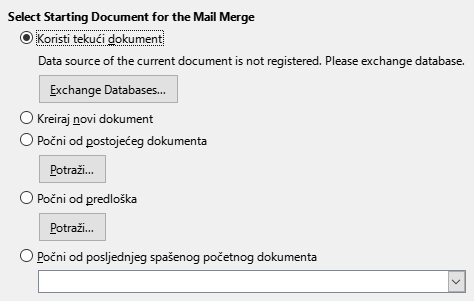 Select Starting Document for the Mail Merge
Koristi tekući dokument
Data source of the current document is not registered. Please exchange database.
Exchange Databases...
Kreiraj novi dokument
Počni od postojećeg dokumenta
Potraži...
Počni od predloška
Potraži...
Počni od posljednjeg spašenog početnog dokumenta